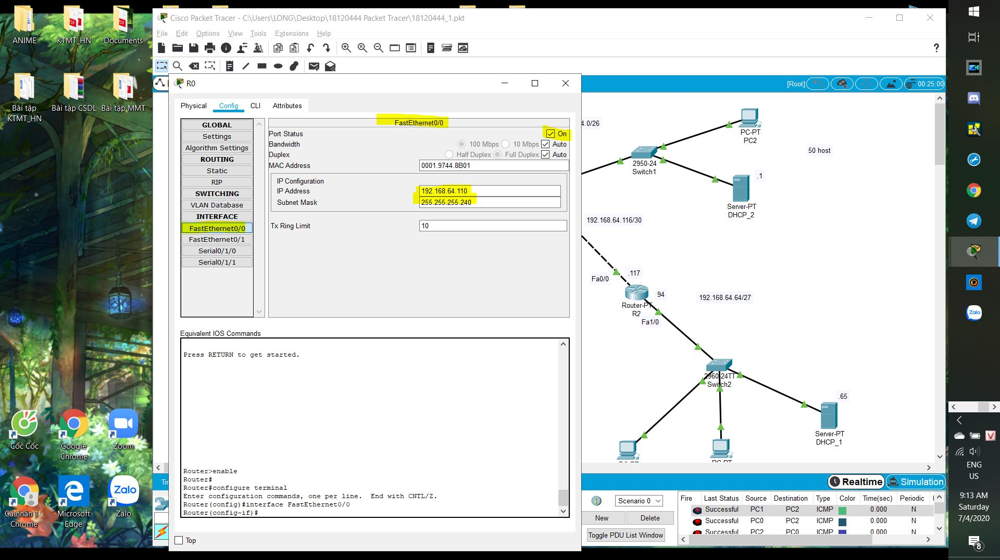 ANIME
KTMT_HN
Documents
Bài tập KTMT_HN
Bài tập CSDL
Bài tập MMT
Cốc Cốc
Google Chrome
Zoom
Cá nhân 1 - Chrome
Microsoft Edge
Zalo
Zalo
Cisco Packet Tracer - C:\Users\LONG\Desktop\18120444 Packet Tracer\18120444_1.pkt
File Edit Options View Tools Extensions Help
?
[Root]
00:25:00
R0
Physical Config CLI Attributes
GLOBAL
Settings
Algorithm Settings
ROUTING
Static
RIP
SWITCHING
VLAN Database
INTERFACE
FastEthernet0/0
FastEthernet0/1
Serial0/1/0
Serial0/1/1
FastEthernet0/0
Port Status On
Bandwidth 100 Mbps 10 Mbps Auto
Duplex Half Duplex Full Duplex Auto
MAC Address 0001.9744.8B01
IP Configuration
IP Address 192.168.64.110
Subnet Mask 255.255.255.240
Tx Ring Limit 10
Equivalent IOS Commands
Press RETURN to get started.
Router>enable
Router#
Router#configure terminal
Enter configuration commands, one per line. End with CNTL/Z.
Router(config)#interface FastEthernet0/0
Router(config-if)#
Top
4.0/26
PC-PT
PC2
50 host
2950-24
Switch1
.1
Server-PT
DHCP_2
192.168.64.116/30
.117
Fa0/0
94
192.168.64.64/27
Router-PT
R2
Fa1/0
2960-24TT
Switch2
.65
Server-PT
DHCP_1
PC-PT
Realtime Simulation
Scenario 0
New Delete
Toggle PDU List Window
Fire Last Status Source Destination Type Color Time(sec) Periodic
Successful PC1 PC2 ICMP 0.000 N
Successful PC0 PC2 ICMP 0.000 N
Successful PC2 PC0 ICMP 0.000 N
Zalo
V
ENG
US
9:13 AM
Saturday
7/4/2020
8